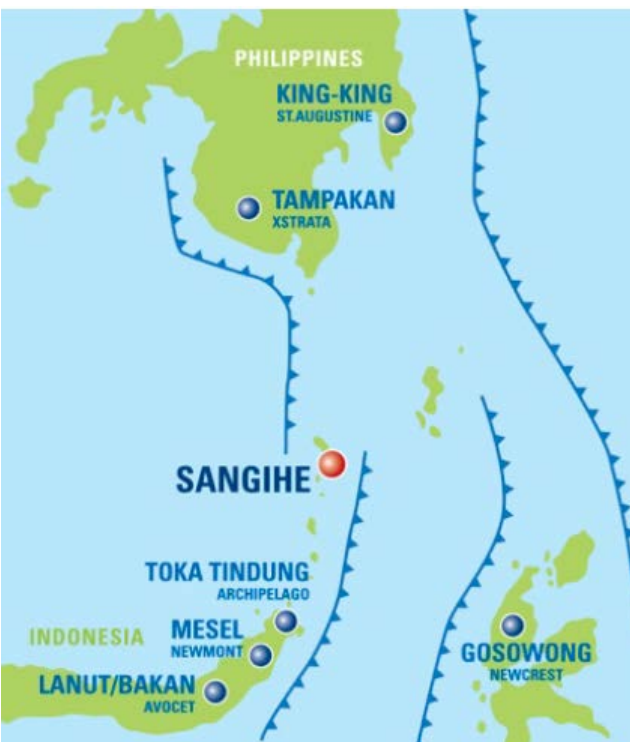 PHILIPPINES
KING-KING
ST.AUGUSTINE
TAMPAKAN
XSTRATA
SANGIHE
TOKA TINDUNG
ARCHIPELAGO
INDONESIA
MESEL
NEWMONT
GOSOWONG
NEWCREST
LANUT/BAKAN
AVOCET